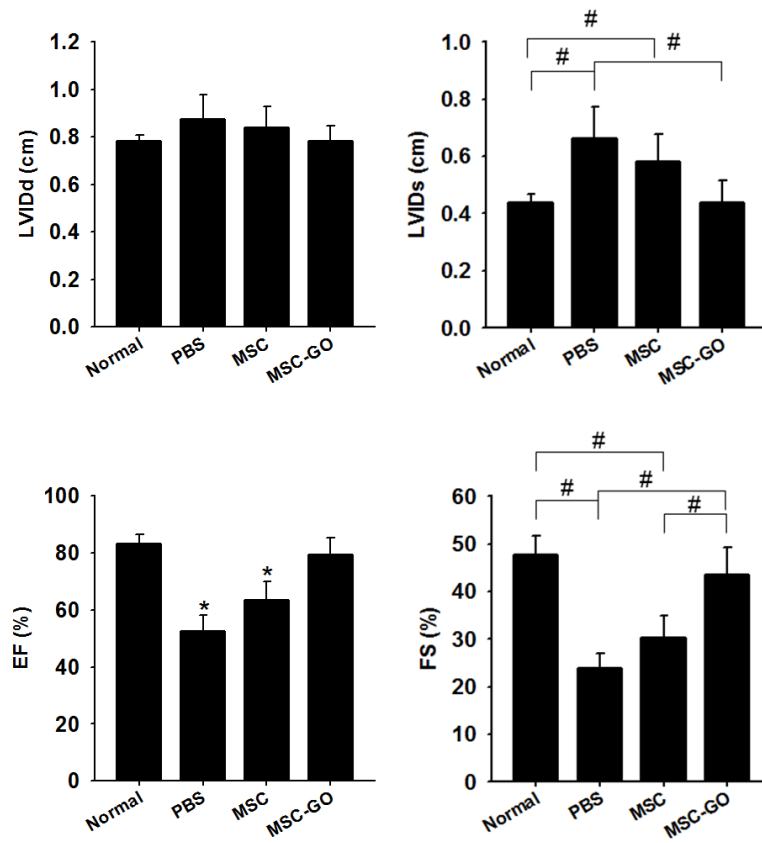 LVIDd (cm)
1.2
1.0
0.8
0.6
0.4
0.2
0.0
Normal
PBS
MSC
MSC-GO
LVIDs (cm)
1.0
0.8
0.6
0.4
0.2
0.0
#
#
#
Normal
PBS
MSC
MSC-GO
EF (%)
100
80
60
40
20
0
*
*
Normal
PBS
MSC
MSC-GO
FS (%)
60
50
40
30
20
10
0
#
#
#
#
Normal
PBS
MSC
MSC-GO